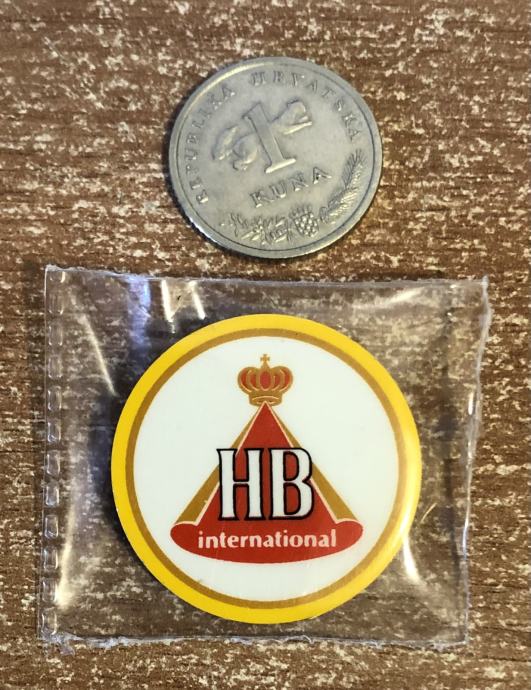 REPUBLIKA HRVATSKA
1
KUNA
HB
international